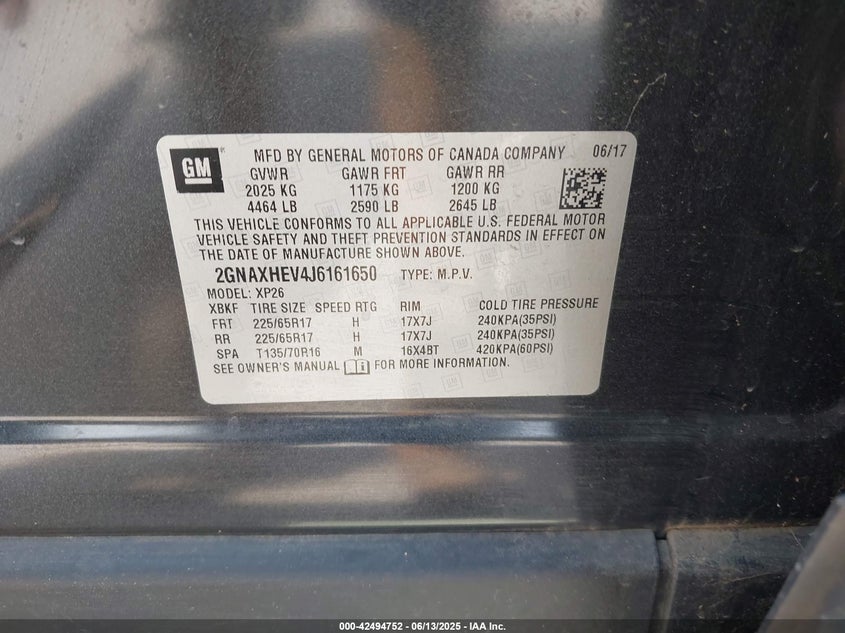 GM
MFD BY GENERAL MOTORS OF CANADA COMPANY 06/17
GVWR GAWR FRT GAWR RR
2025 KG 1175 KG 1200 KG
4464 LB 2590 LB 2645 LB
THIS VEHICLE CONFORMS TO ALL APPLICABLE U.S. FEDERAL MOTOR
VEHICLE SAFETY AND THEFT PREVENTION STANDARDS IN EFFECT ON
THE DATE OF MANUFACTURE SHOWN ABOVE.
2GNAXHEV4J6161650 TYPE: M.P.V.
MODEL: XP26
XBKF TIRE SIZE SPEED RTG RIM COLD TIRE PRESSURE
FRT 225/65R17 H 17X7J 240KPA(35PSI)
RR 225/65R17 H 17X7J 240KPA(35PSI)
SPA T135/70R16 M 16X4BT 420KPA(60PSI)
SEE OWNER'S MANUAL FOR MORE INFORMATION.
000-42494752 - 06/13/2025 - IAA Inc.